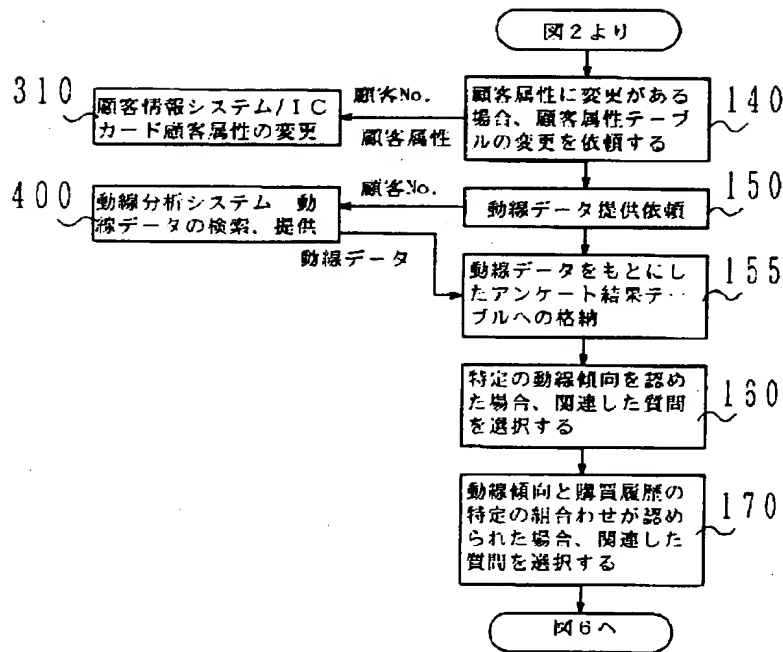 図2より
310
顧客情報システム/IC
カード顧客属性の変更
顧客No.
顧客属性
顧客属性に変更がある
場合、顧客属性テーブ
ルの変更を依頼する
140
400
動線分析システム 動
線データの検索、提供
顧客No.
動線データ
動線データ提供依頼
150
動線データをもとにし
たアンケート結果テー
ブルへの格納
155
特定の動線傾向を認め
た場合、関連した質問
を選択する
160
動線傾向と購買履歴の
特定の組合わせが認め
られた場合、関連した
質問を選択する
170
図6へ